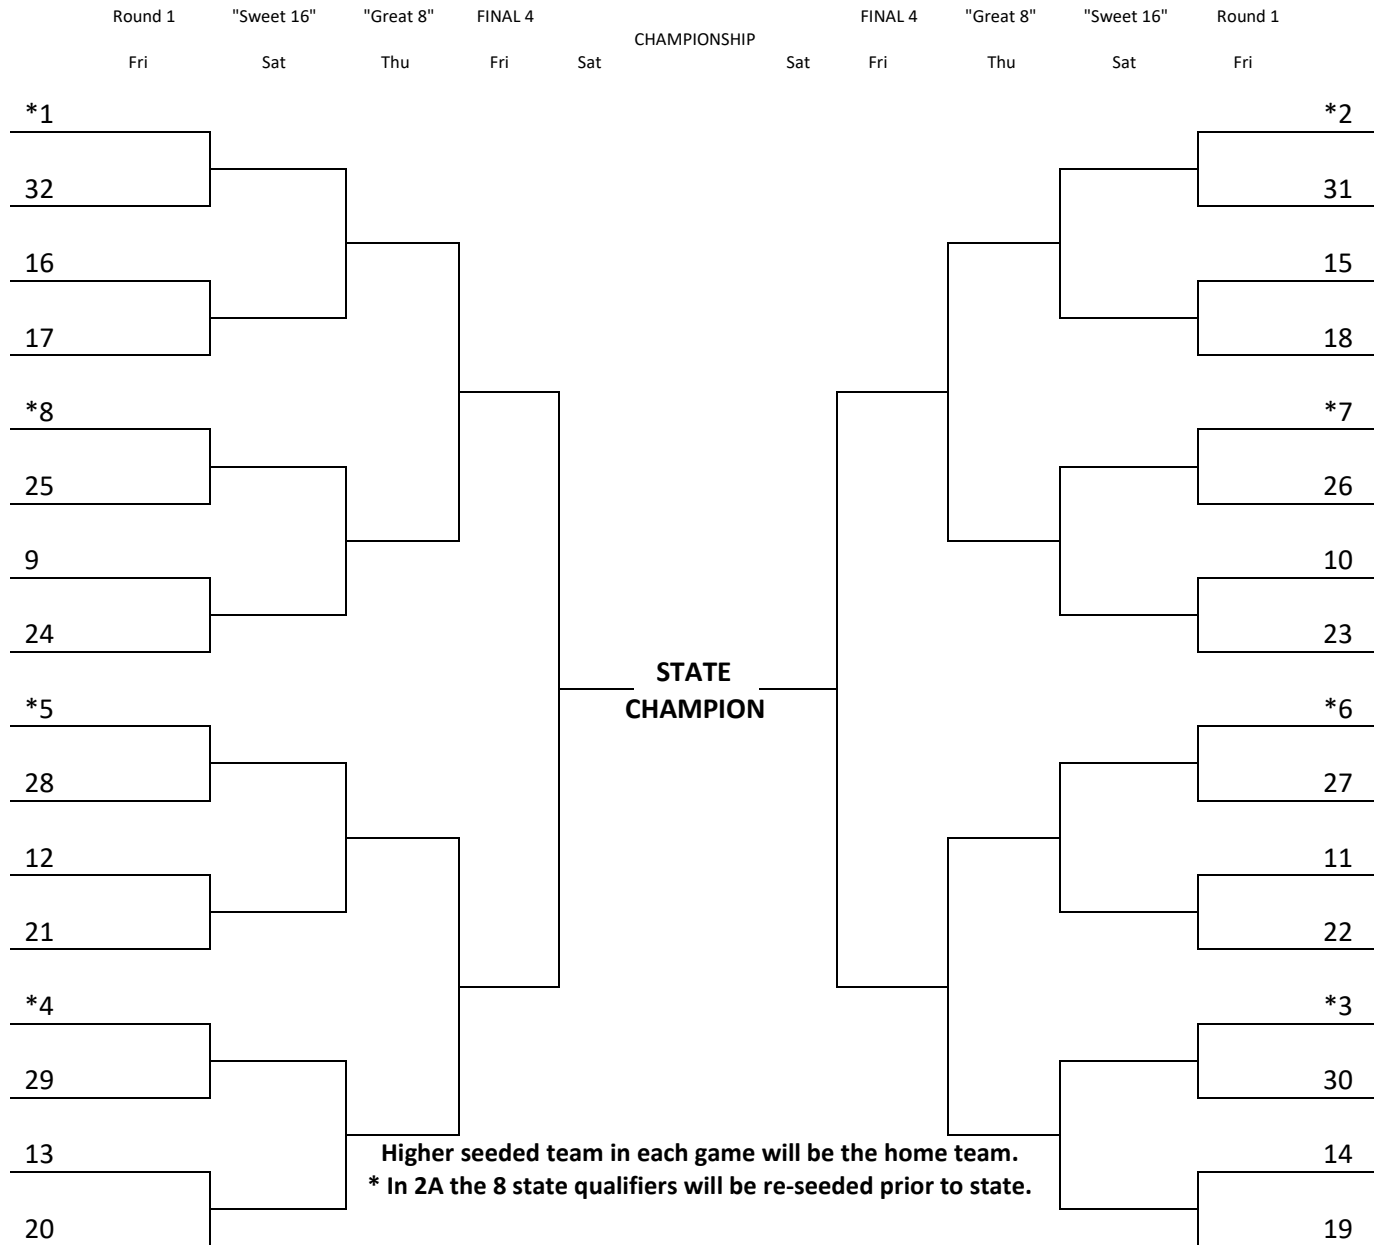 Round 1 "Sweet 16" "Great 8" FINAL 4 FINAL 4 "Great 8" "Sweet 16" Round 1
CHAMPIONSHIP
Fri Sat Thu Fri Sat Sat Fri Thu Sat Fri
*1 *2
32 31
16 15
17 18
*8 *7
25 26
9 10
24 23
STATE
*5 *6
CHAMPION
28 27
12 11
21 22
*4 *3
29 30
13 14
Higher seeded team in each game will be the home team.
* In 2A the 8 state qualifiers will be re-seeded prior to state.
20 19